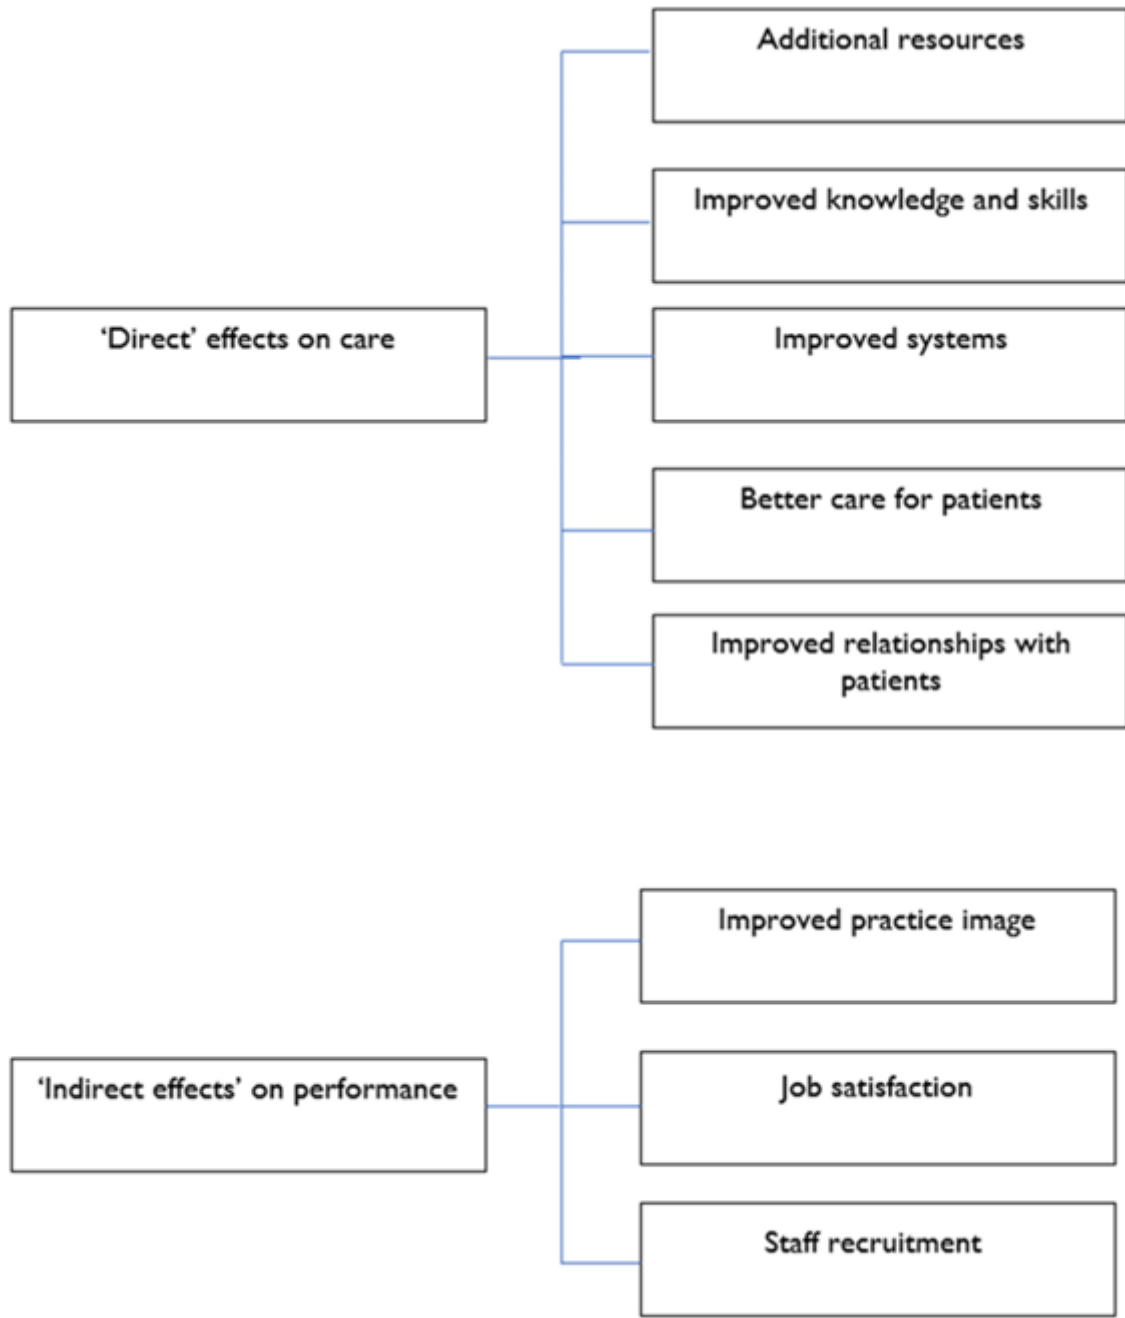 Additional resources
Improved knowledge and skills
‘Direct’ effects on care
Improved systems
Better care for patients
Improved relationships with
patients
Improved practice image
‘Indirect effects’ on performance
Job satisfaction
Staff recruitment